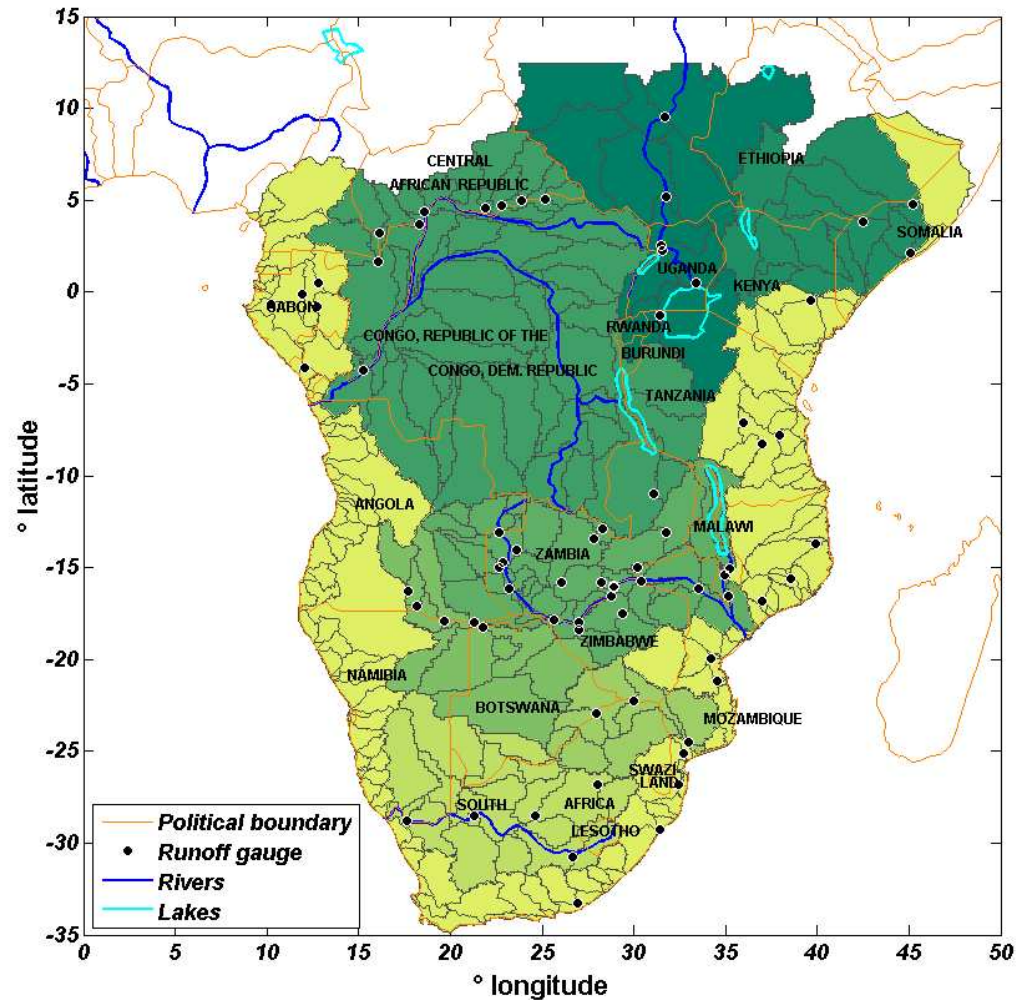 15
10
5
0
-5
-10
-15
-20
-25
-30
-35
° latitude
CENTRAL
AFRICAN REPUBLIC
ETHIOPIA
SOMALIA
UGANDA
KENYA
GABON
RWANDA
CONGO, REPUBLIC OF THE
BURUNDI
CONGO, DEM. REPUBLIC
TANZANIA
ANGOLA
MALAWI
ZAMBIA
ZIMBABWE
NAMIBIA
BOTSWANA
MOZAMBIQUE
SWAZI-
LAND
SOUTH AFRICA
LESOTHO
Political boundary
Runoff gauge
Rivers
Lakes
0 5 10 15 20 25 30 35 40 45 50
° longitude